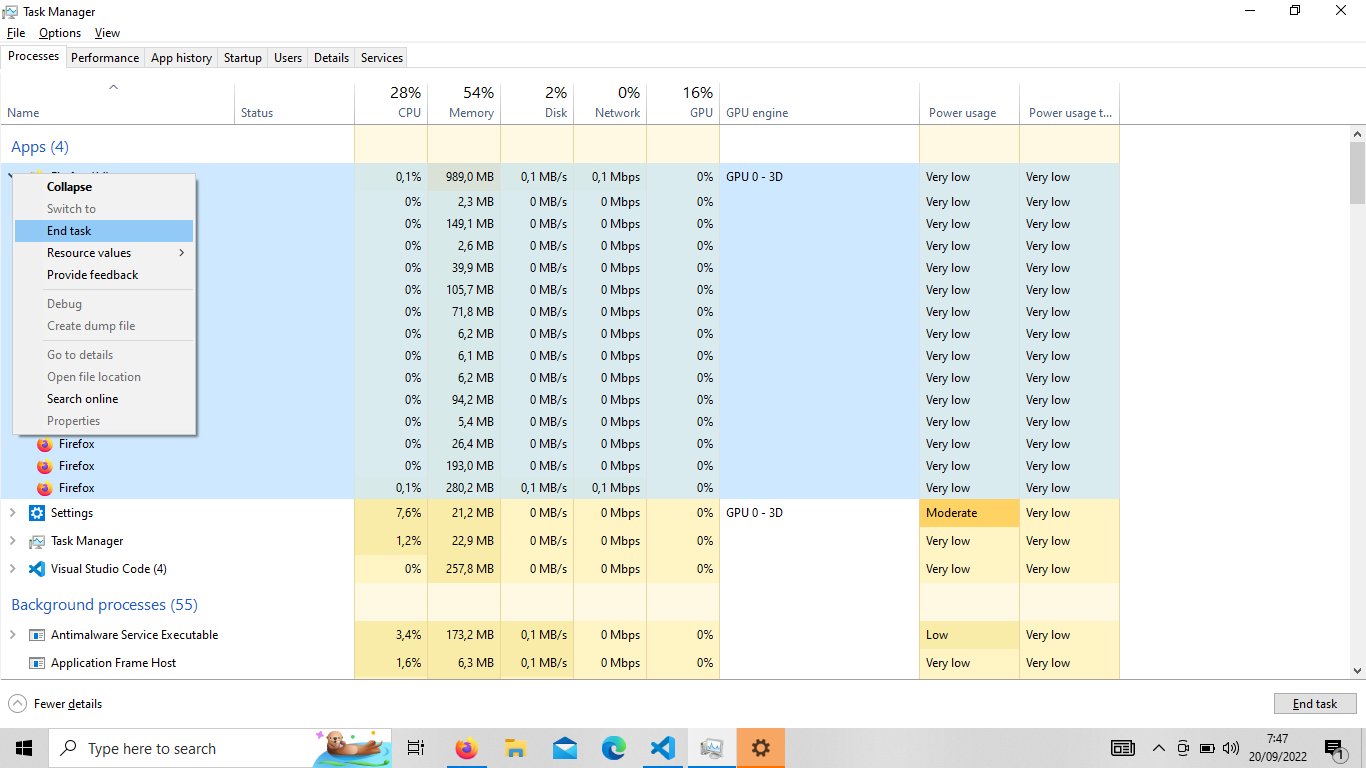 Task Manager
File Options View
Processes Performance App history Startup Users Details Services
28% 54% 2% 0% 16%
Name Status CPU Memory Disk Network GPU GPU engine Power usage Power usage t...
Apps (4)
0,1% 989,0 MB 0,1 MB/s 0,1 Mbps 0% GPU 0 - 3D Very low Very low
Collapse
0% 2,3 MB 0 MB/s 0 Mbps 0% Very low Very low
Switch to
0% 149,1 MB 0 MB/s 0 Mbps 0% Very low Very low
End task
0% 2,6 MB 0 MB/s 0 Mbps 0% Very low Very low
Resource values
0% 39,9 MB 0 MB/s 0 Mbps 0% Very low Very low
Provide feedback
0% 105,7 MB 0 MB/s 0 Mbps 0% Very low Very low
Debug
0% 71,8 MB 0 MB/s 0 Mbps 0% Very low Very low
Create dump file
0% 6,2 MB 0 MB/s 0 Mbps 0% Very low Very low
Go to details
0% 6,1 MB 0 MB/s 0 Mbps 0% Very low Very low
Open file location
0% 6,2 MB 0 MB/s 0 Mbps 0% Very low Very low
Search online
0% 94,2 MB 0 MB/s 0 Mbps 0% Very low Very low
Properties
0% 5,4 MB 0 MB/s 0 Mbps 0% Very low Very low
Firefox 0% 26,4 MB 0 MB/s 0 Mbps 0% Very low Very low
Firefox 0% 193,0 MB 0 MB/s 0 Mbps 0% Very low Very low
Firefox 0,1% 280,2 MB 0,1 MB/s 0,1 Mbps 0% Very low Very low
Settings 7,6% 21,2 MB 0 MB/s 0 Mbps 0% GPU 0 - 3D Moderate Very low
Task Manager 1,2% 22,9 MB 0 MB/s 0 Mbps 0% Very low Very low
Visual Studio Code (4) 0% 257,8 MB 0 MB/s 0 Mbps 0% Very low Very low
Background processes (55)
Antimalware Service Executable 3,4% 173,2 MB 0,1 MB/s 0 Mbps 0% Low Very low
Application Frame Host 1,6% 6,3 MB 0,1 MB/s 0 Mbps 0% Very low Very low
Fewer details End task
Type here to search
7:47
20/09/2022
1